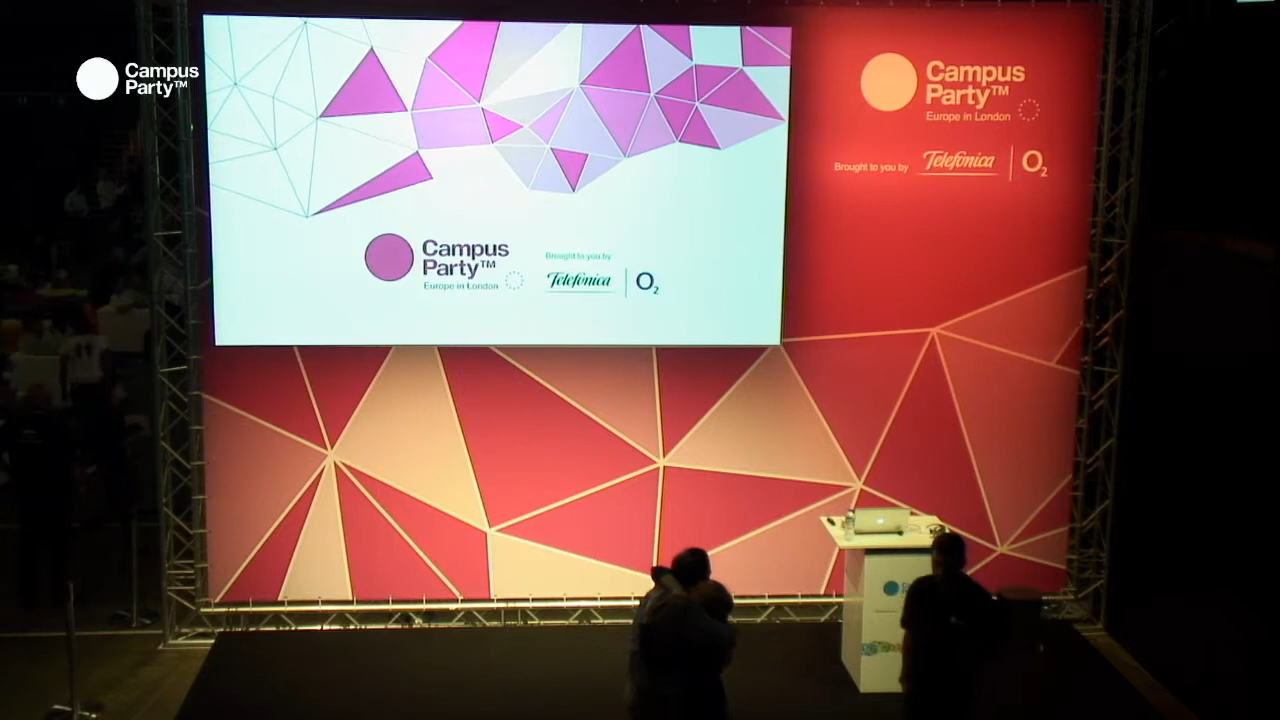 Campus
Party™
Campus
Party™
Europe in London
Brought to you by
Telefónica
O2
Campus
Party™
Europe in London
Brought to you by
Telefónica
O2